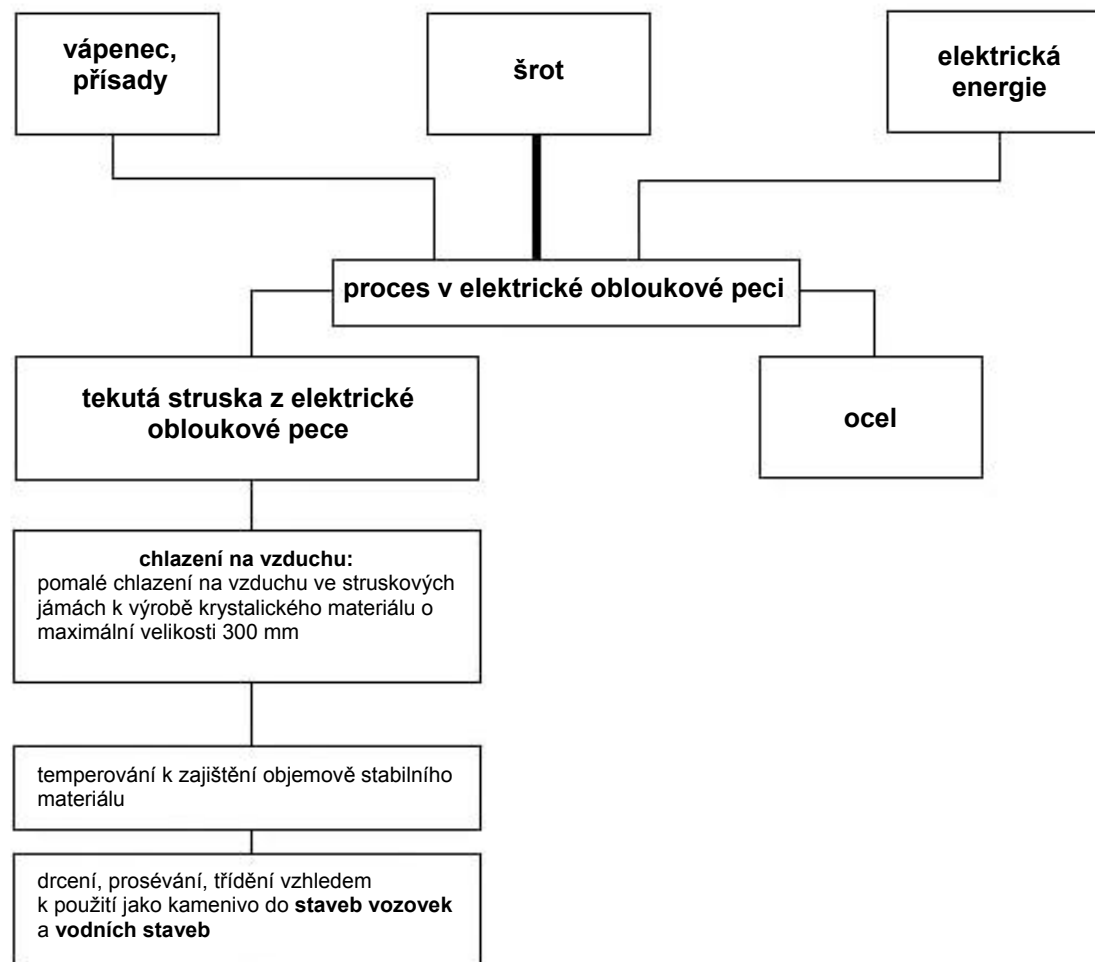 vápenec,
přísady
šrot
elektrická
energie
proces v elektrické obloukové peci
tekutá struska z elektrické
obloukové pece
ocel
chlazení na vzduchu:
pomalé chlazení na vzduchu ve struskových
jámách k výrobě krystalického materiálu o
maximální velikosti 300 mm
temperování k zajištění objemově stabilního
materiálu
drcení, prosévání, třídění vzhledem
k použití jako kamenivo do staveb vozovek
a vodních staveb